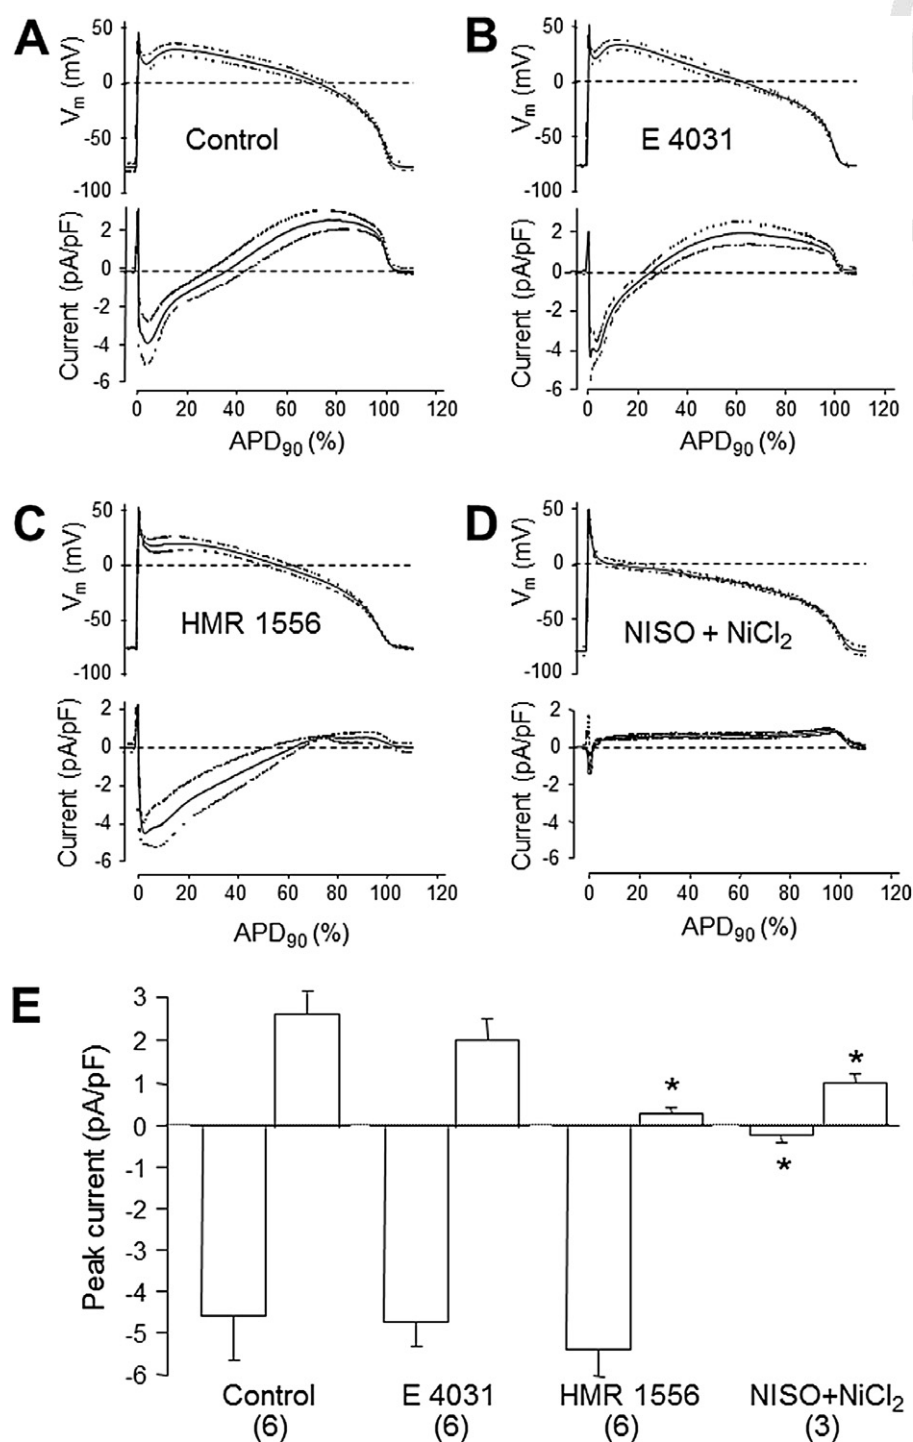 A
50
0
-50
-100
Vm (mV)
Control
2
0
-2
-4
-6
Current (pA/pF)
0 20 40 60 80 100 120
APD90 (%)
B
50
0
-50
-100
Vm (mV)
E 4031
2
0
-2
-4
-6
Current (pA/pF)
0 20 40 60 80 100 120
APD90 (%)
C
50
0
-50
-100
Vm (mV)
HMR 1556
2
0
-2
-4
-6
Current (pA/pF)
0 20 40 60 80 100 120
APD90 (%)
D
50
0
-50
-100
Vm (mV)
NISO + NiCl2
2
0
-2
-4
-6
Current (pA/pF)
0 20 40 60 80 100 120
APD90 (%)
E
3
2
1
0
-1
-2
-3
-4
-5
-6
Peak current (pA/pF)
*
*
*
Control E 4031 HMR 1556 NISO+NiCl2
(6) (6) (6) (3)